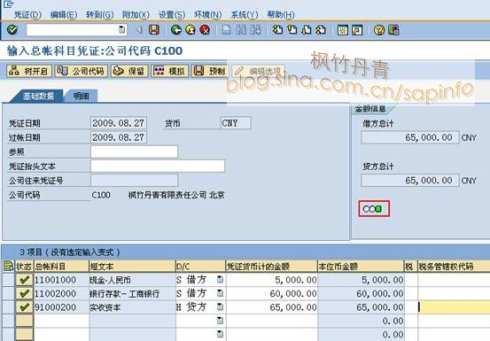 凭证(D) 编辑(E) 转到(G) 附加(X) 设置(S) 环境(N) 系统(Y) 帮助(H)
输入总帐科目凭证:公司代码 C100
树开启 公司代码 保留 模拟 预制 编辑选项
枫竹丹青
blog.sina.com.cn/sapinfo
基础数据 明细
凭证日期 2009.08.27 货币 CNY
过帐日期 2009.08.27
参照
凭证抬头文本
公司往来凭证号
公司代码 C100 枫竹丹青有限责任公司 北京
金额信息
借方总计
65,000.00 CNY
贷方总计
65,000.00 CNY
3 项目 (没有选定输入变式)
状态 总帐科目 短文本 D/C 凭证货币计的金额 本位币金额 税 税务管辖权代码
11001000 现金-人民币 S 借方 5,000.00 5,000.00
11002000 银行存款-工商银行 S 借方 60,000.00 60,000.00
91000200 实收资本 H 贷方 65,000.00 65,000.00
0.00
0.00